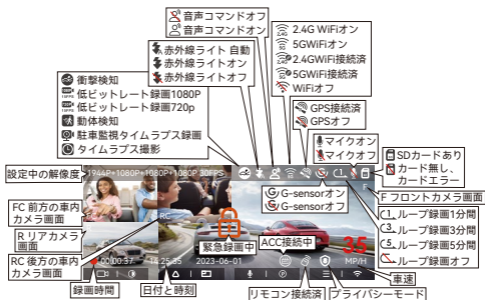 音声コマンドオフ
音声コマンドオン
赤外線ライト 自動
赤外線ライトオン
赤外線ライトオフ
2.4G WiFiオン
5GWiFiオン
2.4GWiFi接続済
5GWiFi接続済
WiFiオフ
衝撃検知
低ビットレート録画1080P
低ビットレート録画720p
動体検知
駐車監視タイムラプス録画
タイムラプス撮影
GPS接続済
GPSオフ
マイクオン
マイクオフ
SDカードあり
カード無し、
カードエラー
設定中の解像度
1944P+1080P+1080P+1080P 30FPS
G-sensorオン
G-sensorオフ
F フロントカメラ画面
FC 前方の車内
カメラ画面
R リアカメラ
画面
RC 後方の車内
カメラ画面
RC
緊急録画中
ACC接続中
ループ録画1分間
ループ録画3分間
ループ録画5分間
ループ録画オフ
35
MP/H
00:00:37
14:25:35
2023-06-01
録画時間
日付と時刻
リモコン接続済
プライバシーモード
車速